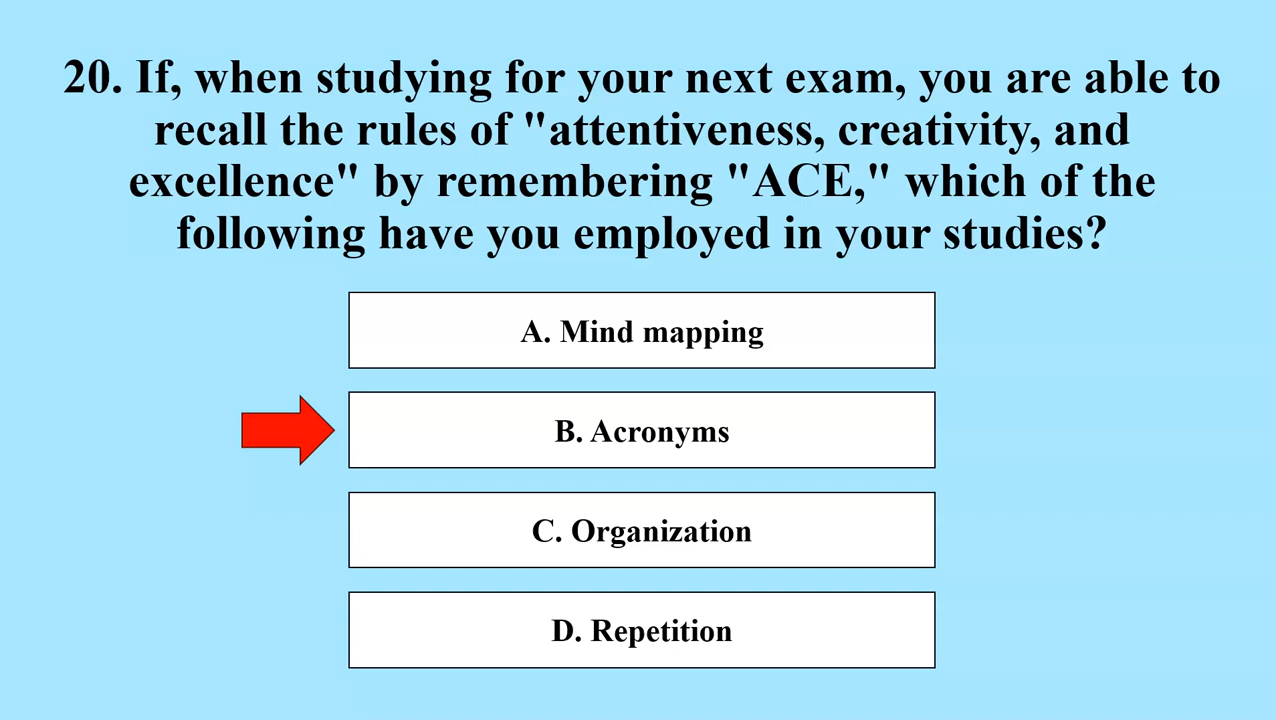 20. If, when studying for your next exam, you are able to
recall the rules of "attentiveness, creativity, and
excellence" by remembering "ACE," which of the
following have you employed in your studies?
A. Mind mapping
B. Acronyms
C. Organization
D. Repetition